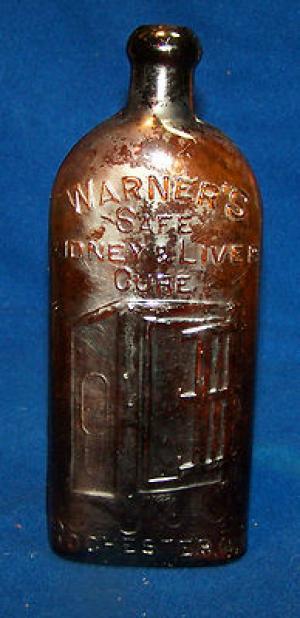 WARNER'S
SAFE
KIDNEY & LIVER
CURE
ROCHESTER